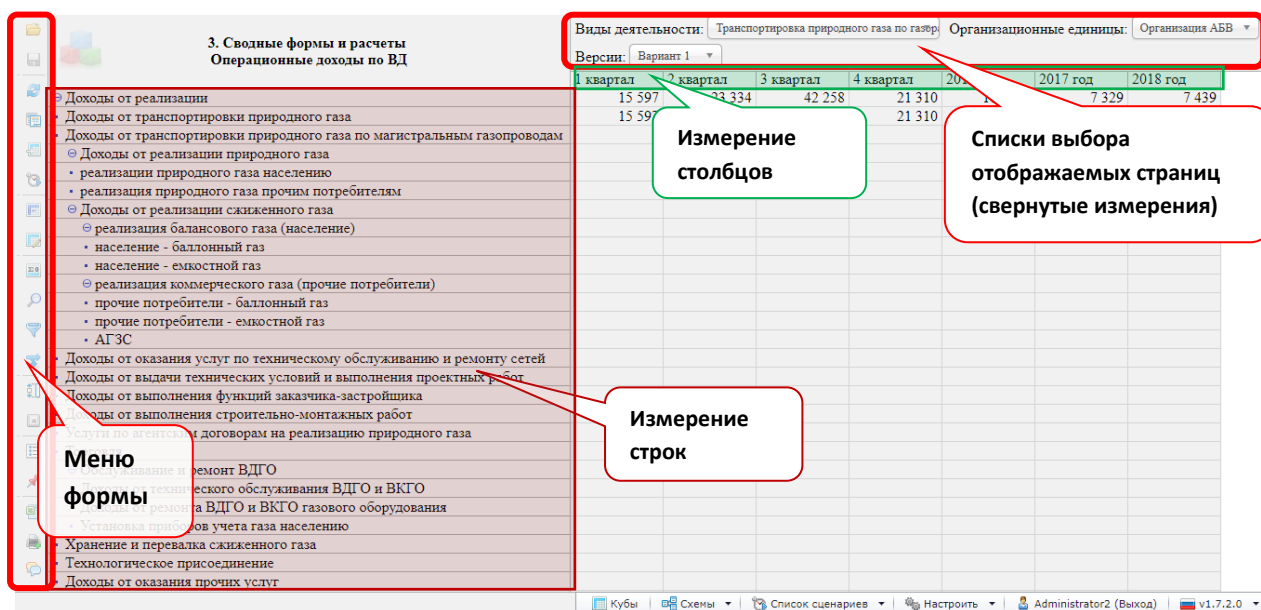 3. Сводные формы и расчеты
Операционные доходы по ВД
Виды деятельности: Транспортировка природного газа по газора Организационные единицы: Организация АБВ
Версии: Вариант 1
1 квартал 2 квартал 3 квартал 4 квартал 2017 год 2018 год
Доходы от реализации 15 597 23 334 42 258 21 310 7 329 7 439
Доходы от транспортировки природного газа 21 310
Доходы от транспортировки природного газа по магистральным газопроводам
Доходы от реализации природного газа
реализации природного газа населению
реализация природного газа прочим потребителям
Доходы от реализации сжиженного газа
реализация балансового газа (население)
население - баллонный газ
население - емкостной газ
реализация коммерческого газа (прочие потребители)
прочие потребители - баллонный газ
прочие потребители - емкостной газ
АГЗС
Доходы от оказания услуг по техническому обслуживанию и ремонту сетей
Доходы от выдачи технических условий и выполнения проектных работ
Доходы от выполнения функций заказчика-застройщика
Доходы от выполнения строительно-монтажных работ
Услуги по агентским договорам на реализацию природного газа
Обслуживание и ремонт ВДГО
Доходы от технического обслуживания ВДГО и ВКГО
Доходы от ремонта ВДГО и ВКГО газового оборудования
Установка приборов учета газа населению
Хранение и перевалка сжиженного газа
Технологическое присоединение
Доходы от оказания прочих услуг
Измерение
столбцов
Списки выбора
отображаемых страниц
(свернутые измерения)
Измерение
строк
Меню
формы
Кубы Схемы Список сценариев Настроить Administrator2 (Выход) v1.7.2.0